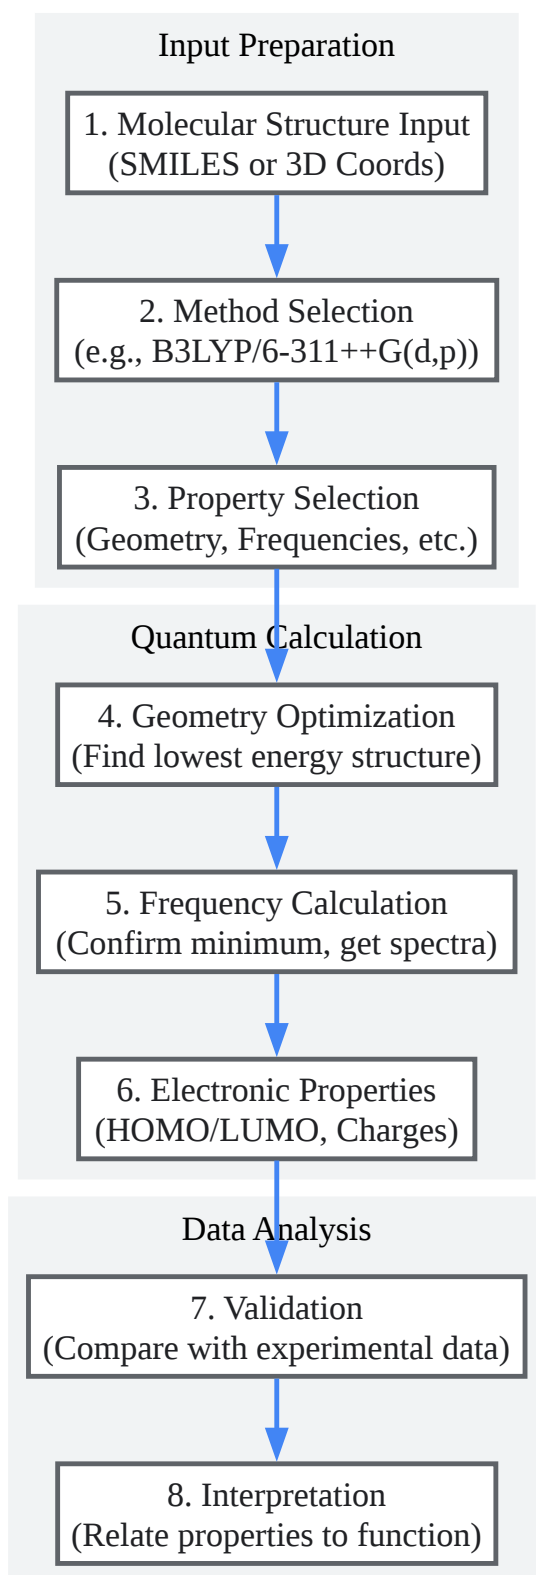 Input Preparation
1. Molecular Structure Input
(SMILES or 3D Coords)
2. Method Selection
(e.g., B3LYP/6-311++G(d,p))
3. Property Selection
(Geometry, Frequencies, etc.)
Quantum Calculation
4. Geometry Optimization
(Find lowest energy structure)
5. Frequency Calculation
(Confirm minimum, get spectra)
6. Electronic Properties
(HOMO/LUMO, Charges)
Data Analysis
7. Validation
(Compare with experimental data)
8. Interpretation
(Relate properties to function)